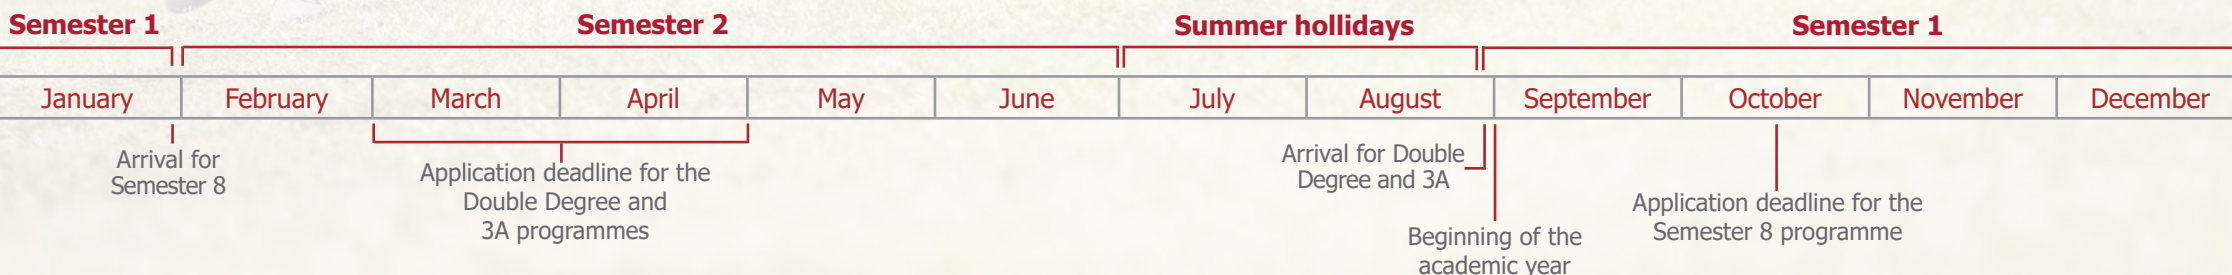 Semester 1 Semester 2 Summer hollidays Semester 1
January February March April May June July August September October November December
Arrival for
Semester 8
Application deadline for the
Double Degree and
3A programmes
Arrival for Double
Degree and 3A
Beginning of the
academic year
Application deadline for the
Semester 8 programme